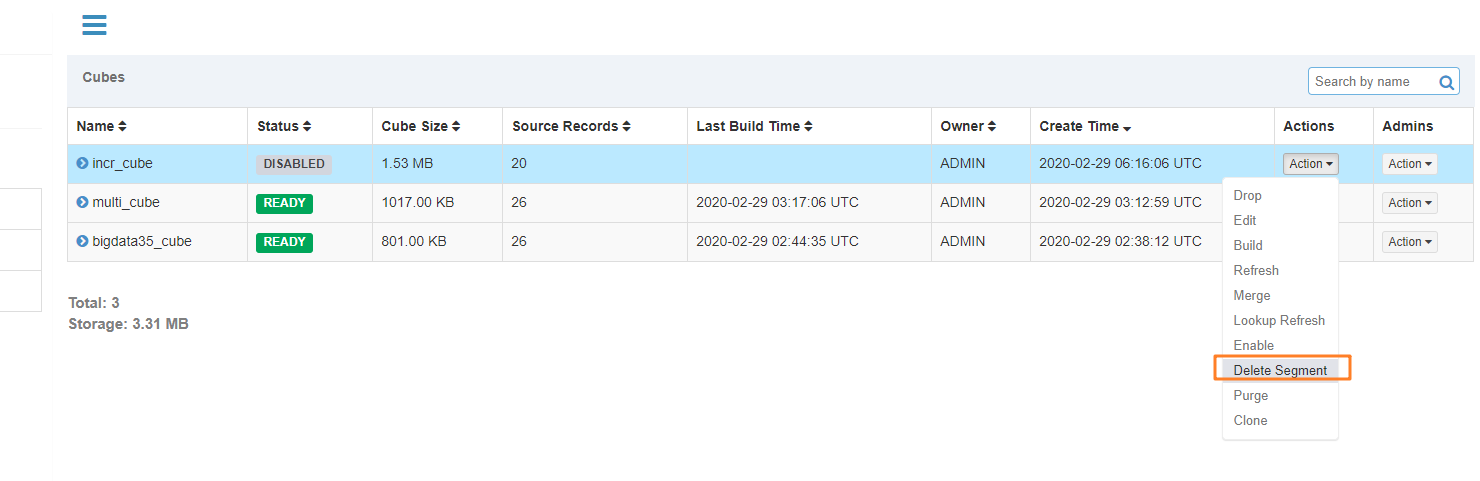 Cubes
Search by name
Name Status Cube Size Source Records Last Build Time Owner Create Time Actions Admins
incr_cube DISABLED 1.53 MB 20 ADMIN 2020-02-29 06:16:06 UTC Action Action
multi_cube READY 1017.00 KB 26 2020-02-29 03:17:06 UTC ADMIN 2020-02-29 03:12:59 UTC Action
bigdata35_cube READY 801.00 KB 26 2020-02-29 02:44:35 UTC ADMIN 2020-02-29 02:38:12 UTC Action
Drop
Edit
Build
Refresh
Merge
Lookup Refresh
Enable
Delete Segment
Purge
Clone
Total: 3
Storage: 3.31 MB